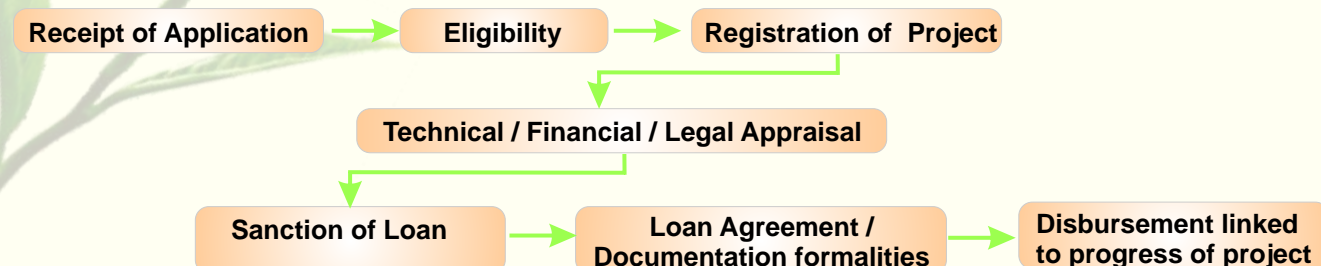 Receipt of Application
Eligibility
Registration of Project
Technical / Financial / Legal Appraisal
Sanction of Loan
Loan Agreement /
Documentation formalities
Disbursement linked
to progress of project